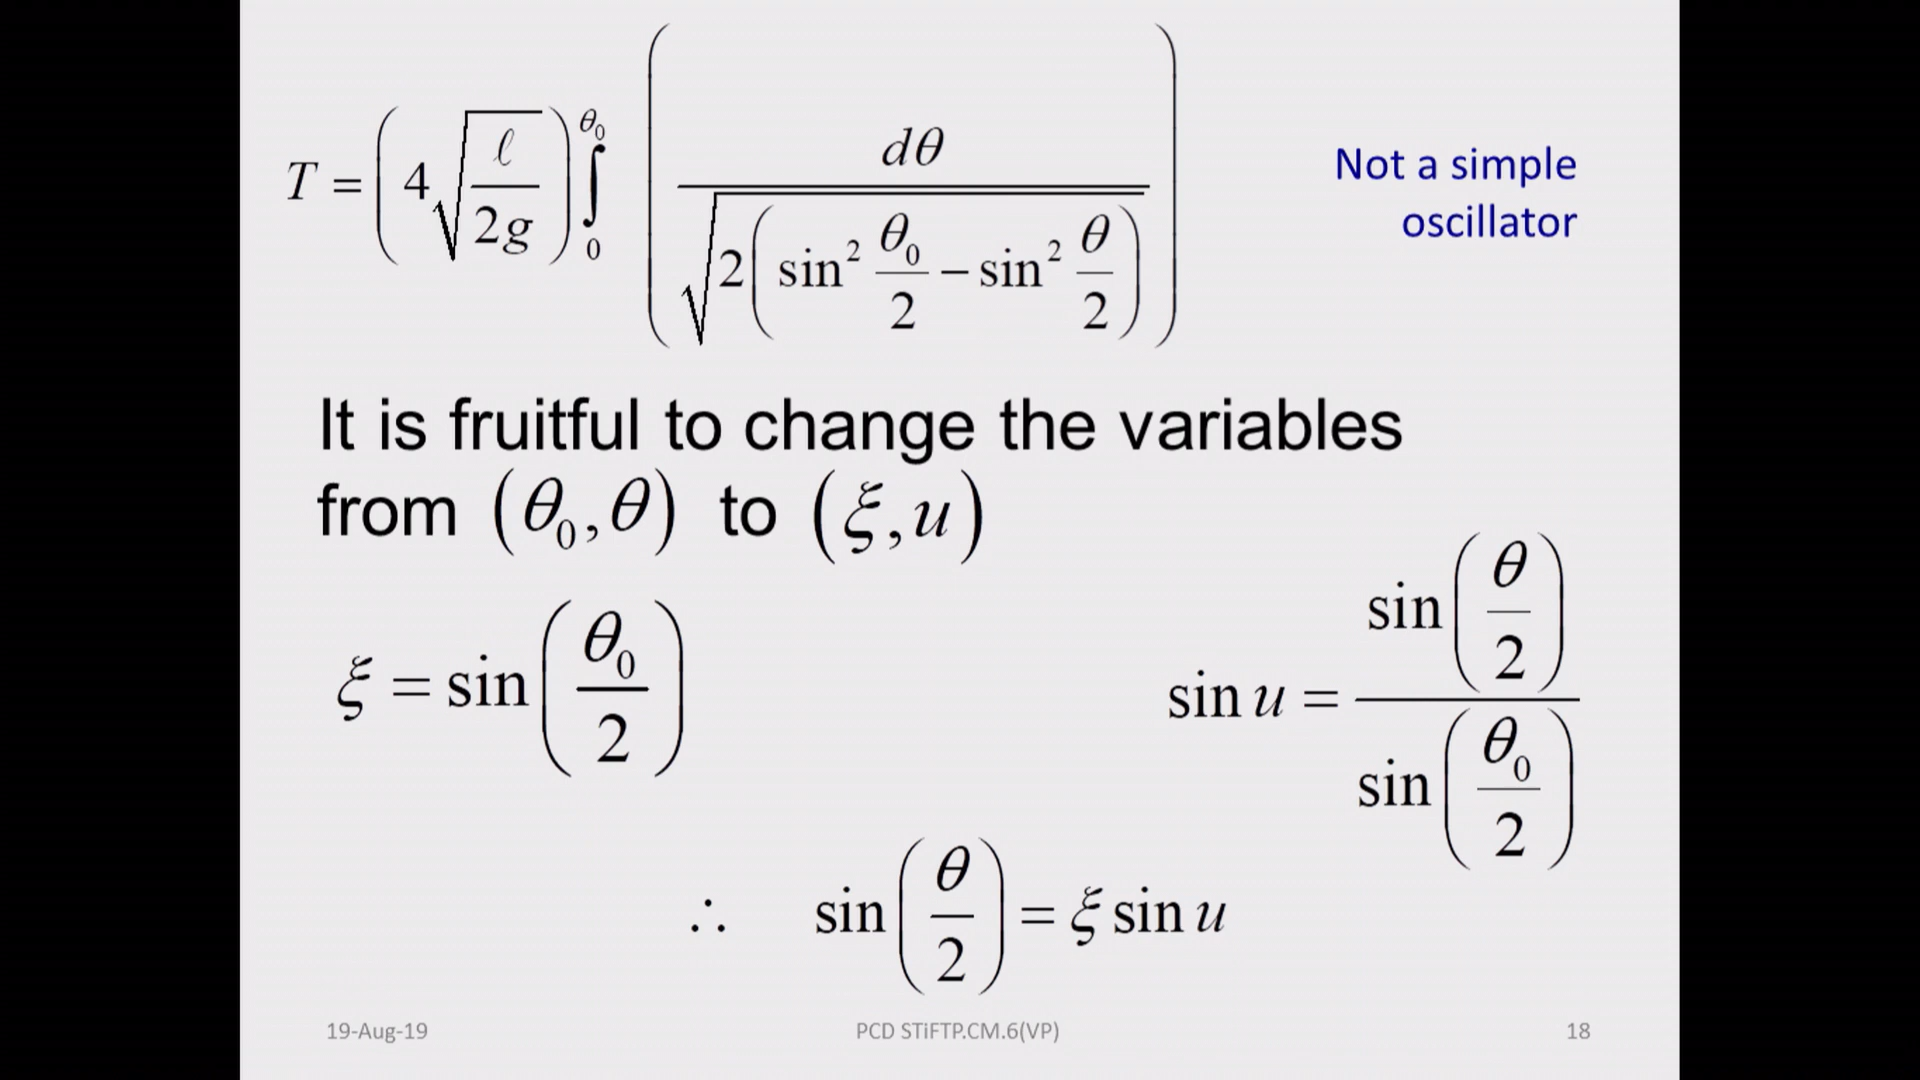 T = ( 4 √(ℓ / 2g) ) ∫₀^θ₀ ( dθ / √( 2 ( sin² θ₀/2 − sin² θ/2 ) ) )
Not a simple
oscillator
It is fruitful to change the variables
from (θ₀, θ) to (ξ, u)
ξ = sin(θ₀/2)
sin u = sin(θ/2) / sin(θ₀/2)
∴ sin(θ/2) = ξ sin u
19-Aug-19
PCD STiFTP.CM.6(VP)
18